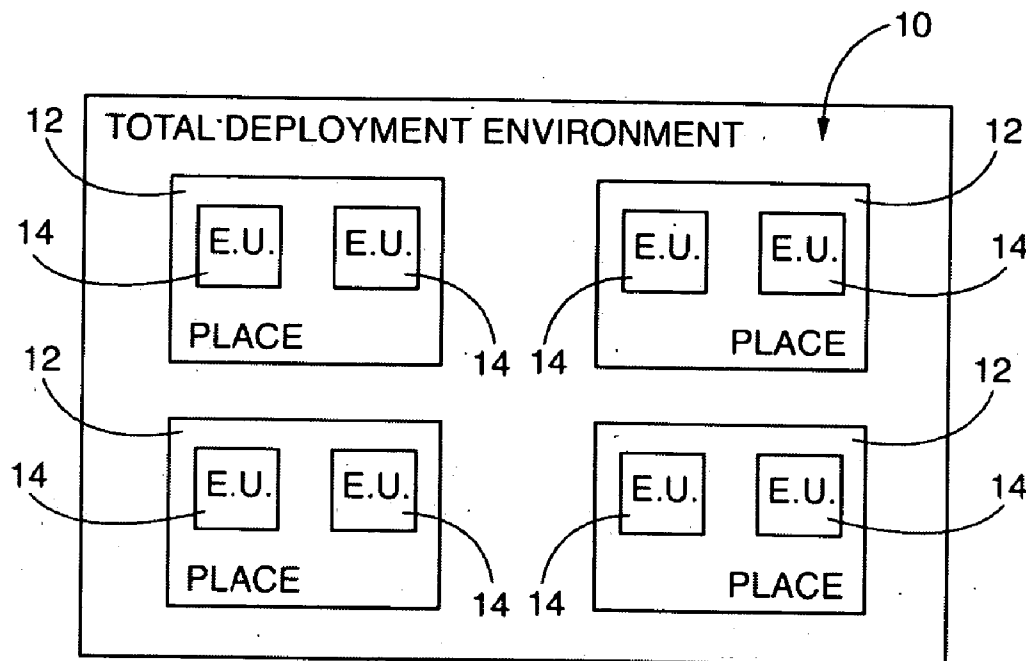 10
12 TOTAL DEPLOYMENT ENVIRONMENT 12
14 E.U. E.U. E.U. E.U. 14
PLACE 14 14 PLACE
12 12
14 E.U. E.U. E.U. E.U. 14
PLACE 14 14 PLACE